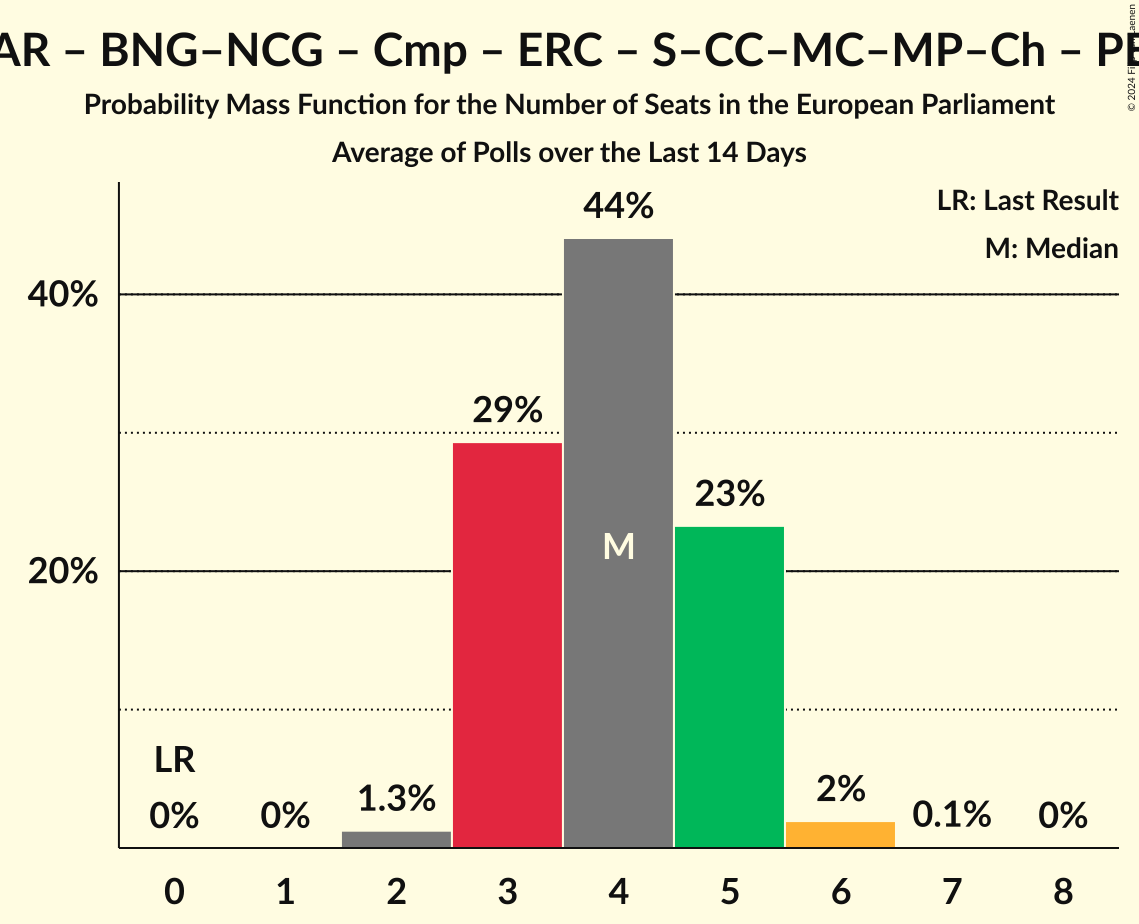 AR – BNG–NCG – Cmp – ERC – S–CC–MC–MP–Ch –
Probability Mass Function for the Number of Seats in the European Parliament
Average of Polls over the Last 14 Days
LR: Last Result
M: Median
44%
40%
29%
23%
M
20%
LR
0%
0%
1.3%
2%
0.1%
0%
0 1 2 3 4 5 6 7 8
© 2024